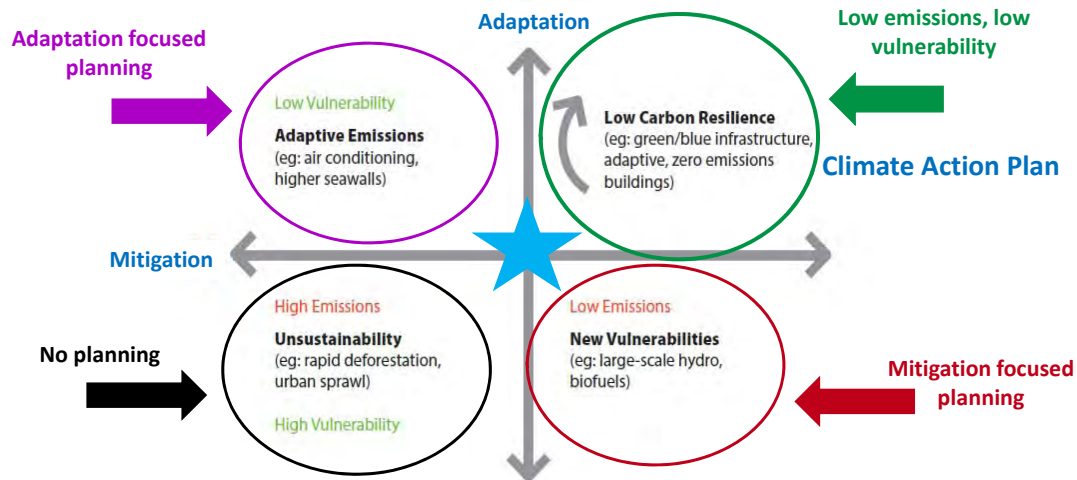 Adaptation
Adaptation focused
planning
Low emissions, low
vulnerability
Low Vulnerability
Adaptive Emissions
(eg: air conditioning,
higher seawalls)
Low Carbon Resilience
(eg: green/blue infrastructure,
adaptive, zero emissions
buildings)
Climate Action Plan
Mitigation
High Emissions
Unsustainability
(eg: rapid deforestation,
urban sprawl)
High Vulnerability
Low Emissions
New Vulnerabilities
(eg: large-scale hydro,
biofuels)
No planning
Mitigation focused
planning